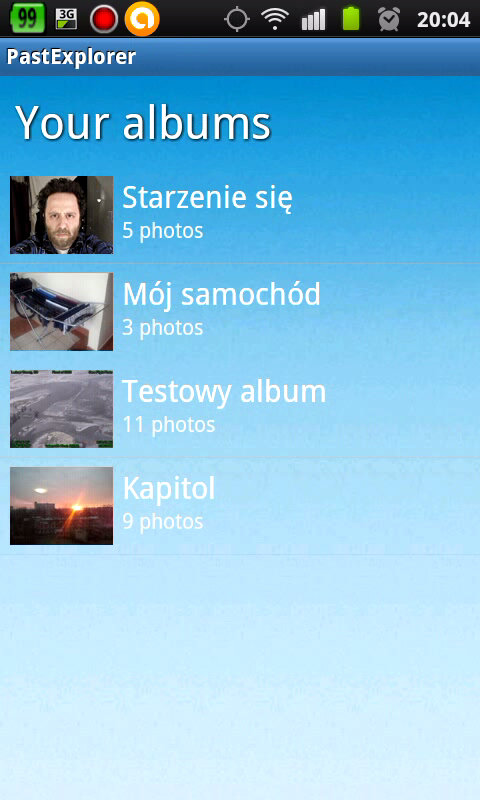 99
3G
20:04
PastExplorer
Your albums
Starzenie się
5 photos
Mój samochód
3 photos
Testowy album
11 photos
Kapitol
9 photos